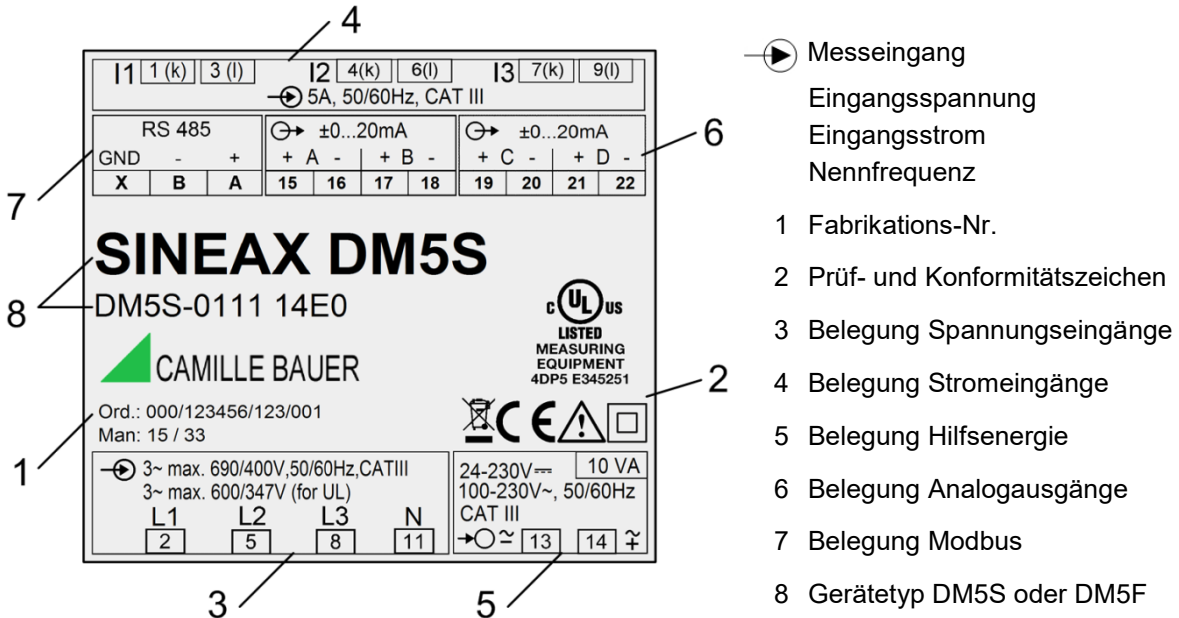 4
I1 1 (k) 3 (l) I2 4(k) 6(l) I3 7(k) 9(l)
5A, 50/60Hz, CAT III
RS 485
GND - +
X B A
±0...20mA
+ A - + B -
15 16 17 18
±0...20mA
+ C - + D -
19 20 21 22
6
7
SINEAX DM5S
DM5S-0111 14E0
8
CAMILLE BAUER
C UL US
LISTED
MEASURING
EQUIPMENT
4DP5 E345251
2
Ord.: 000/123456/123/001
Man: 15 / 33
1
CE
3~ max. 690/400V,50/60Hz,CATIII
3~ max. 600/347V (for UL)
L1 L2 L3 N
2 5 8 11
24-230V⎓ 10 VA
100-230V~, 50/60Hz
CAT III
13 14
3
5
Messeingang
Eingangsspannung
Eingangsstrom
Nennfrequenz
1 Fabrikations-Nr.
2 Prüf- und Konformitätszeichen
3 Belegung Spannungseingänge
4 Belegung Stromeingänge
5 Belegung Hilfsenergie
6 Belegung Analogausgänge
7 Belegung Modbus
8 Gerätetyp DM5S oder DM5F